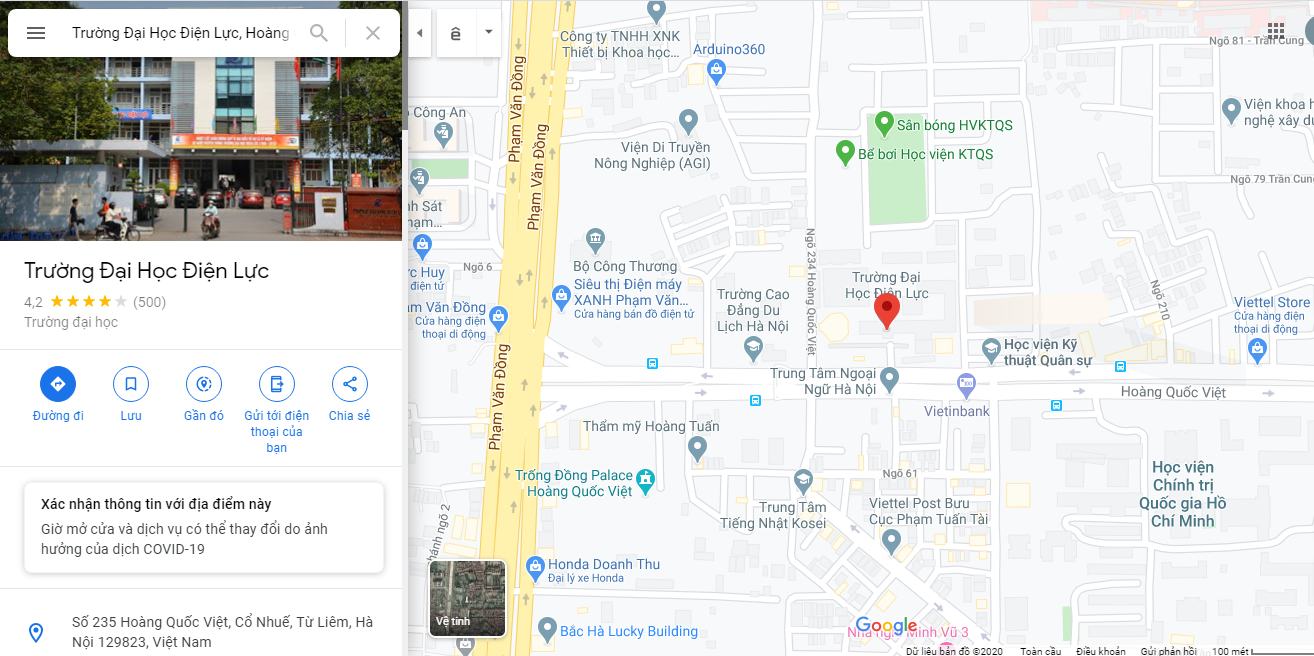 Trường Đại Học Điện Lực, Hoàng
Trường Đại Học Điện Lực
4,2 (500)
Trường đại học
Đường đi
Lưu
Gần đó
Gửi tới điện
thoại của
bạn
Chia sẻ
Xác nhận thông tin với địa điểm này
Giờ mở cửa và dịch vụ có thể thay đổi do ảnh
hưởng của dịch COVID-19
Số 235 Hoàng Quốc Việt, Cổ Nhuế, Từ Liêm, Hà
Nội 129823, Việt Nam
ê
Công ty TNHH XNK
Thiết bị Khoa học...
Arduino360
Ngõ 81 - Trần Cung
Phạm Văn Đồng
Phạm Văn Đồng
Công An
Viện Di Truyền
Nông Nghiệp (AGI)
Sân bóng HVKTQS
Bể bơi Học viện KTQS
Viện khoa h
nghệ xây dự
Ngõ 79 Trần Cung
nh Sát
ham...
rc Huy
điện tử
Ngõ 6
Bộ Công Thương
Siêu thị Điện máy
XANH Phạm Văn...
Cửa hàng bán đồ điện tử
Ngõ 234 Hoàng Quốc Việt
Trường Đại
Học Điện Lực
Trường Cao
Đẳng Du
Lịch Hà Nội
Ngõ 210
Viettel Store
Cửa hàng điện
thoại di động
am Văn Đồng
Cửa hàng điện
thoại di động
Phạm Văn Đồng
Học viện Kỹ
thuật Quân sự
Trung Tâm Ngoại
Ngữ Hà Nội
Vietinbank
Hoàng Quốc Việt
Thẩm mỹ Hoàng Tuấn
Trống Đồng Palace
Hoàng Quốc Việt
Ngõ 61
Học viện
Chính trị
Quốc gia Hồ
Chí Minh
Trung Tâm
Tiếng Nhật Kosei
Viettel Post Bưu
Cục Phạm Tuấn Tài
hánh ngõ 2
Honda Doanh Thu
Đại lý xe Honda
Vệ tinh
Bắc Hà Lucky Building
Google
Nha ng Minh Vũ 3
Dữ liệu bản đồ ©2020 Toàn cầu Điều khoản Gửi phản hồi 100 mét